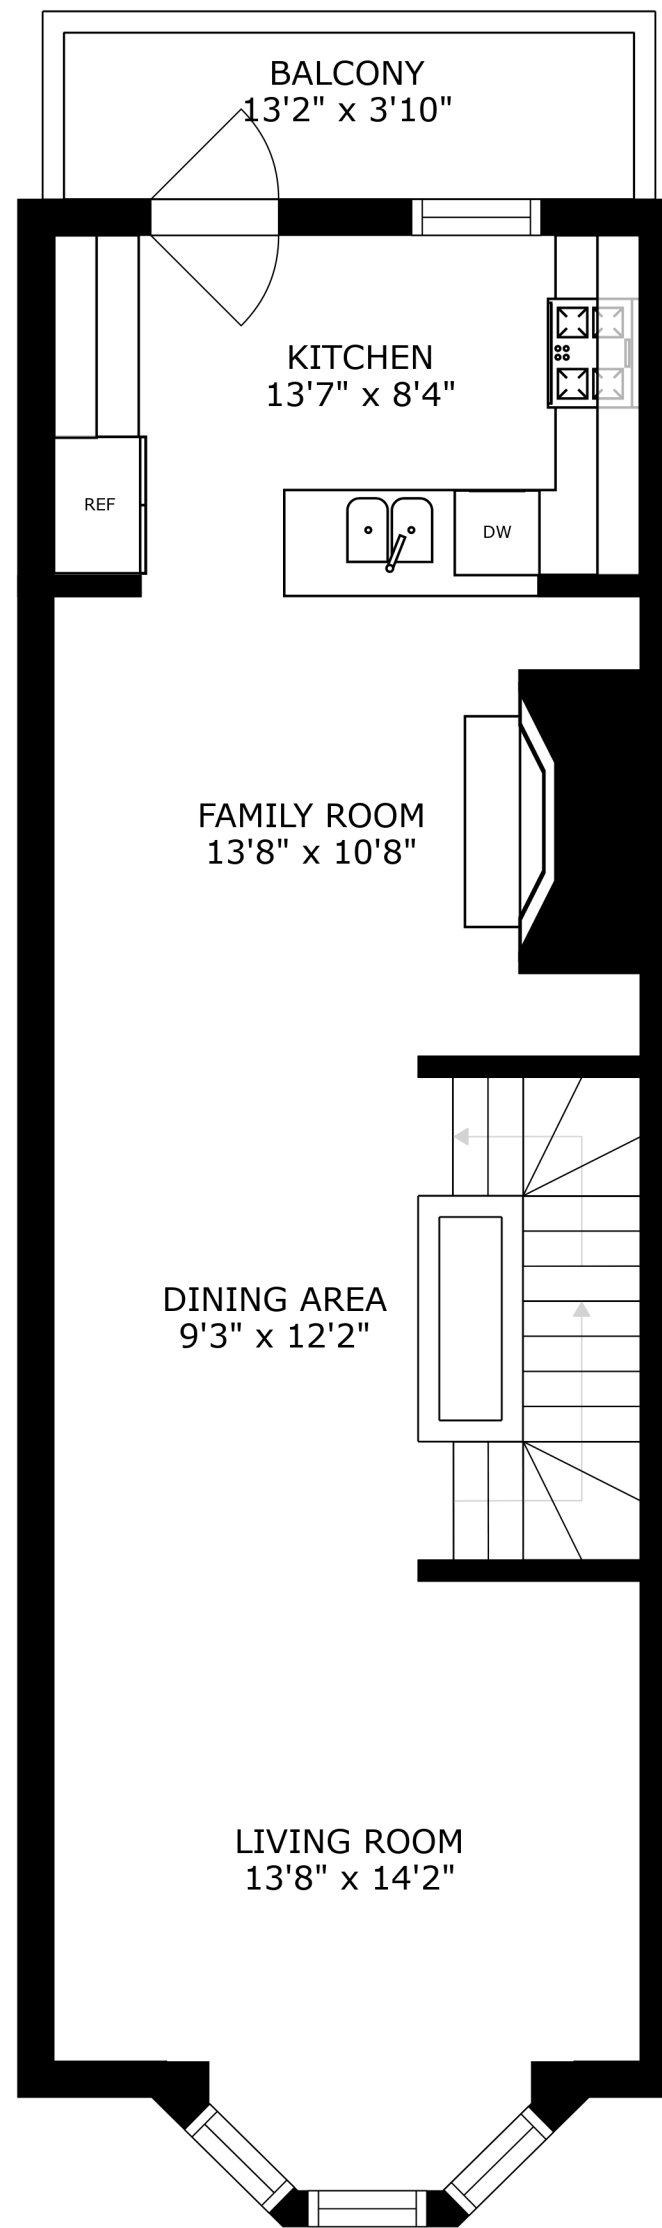 BALCONY
13'2" x 3'10"
KITCHEN
13'7" x 8'4"
REF
DW
FAMILY ROOM
13'8" x 10'8"
DINING AREA
9'3" x 12'2"
LIVING ROOM
13'8" x 14'2"